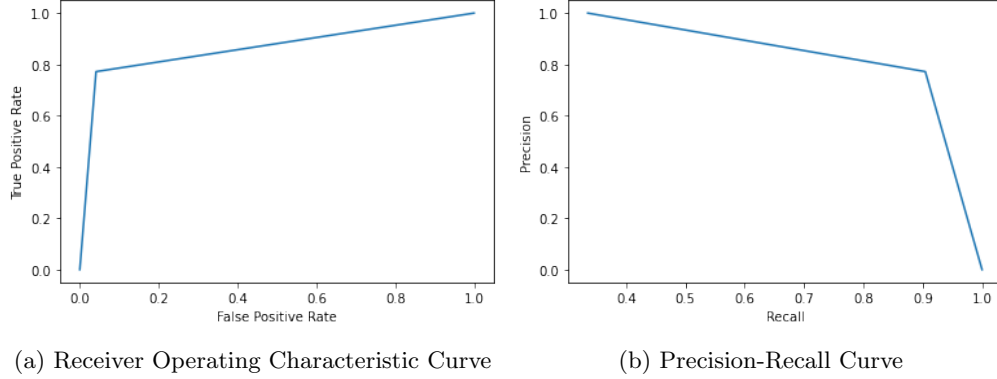 1.0
0.8
0.6
0.4
0.2
0.0
True Positive Rate
0.0 0.2 0.4 0.6 0.8 1.0
False Positive Rate
(a) Receiver Operating Characteristic Curve
1.0
0.8
0.6
0.4
0.2
0.0
Precision
0.4 0.5 0.6 0.7 0.8 0.9 1.0
Recall
(b) Precision-Recall Curve